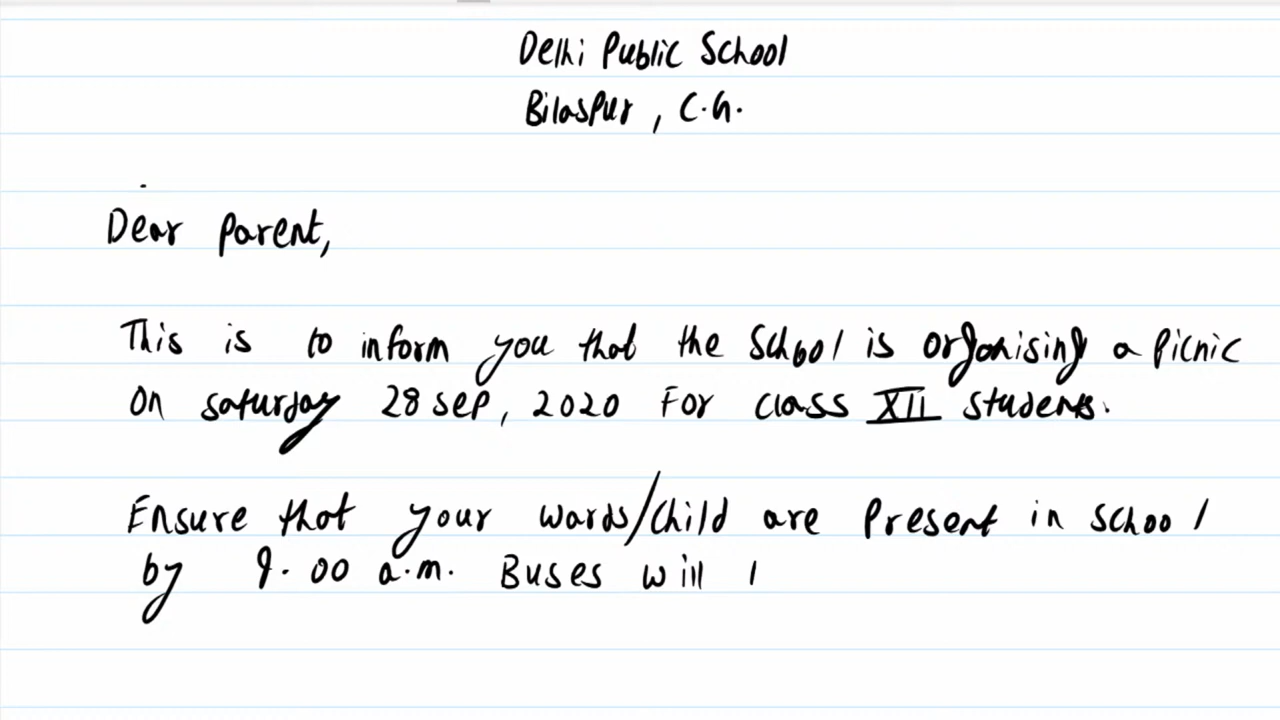 Delhi Public School
Bilaspur, C.G.
Dear Parent,
This is to inform you that the School is organising a Picnic
on saturday 28 sep, 2020 For class XII students.
Ensure that your wards/child are Present in school
by 9.00 a.m. Buses will